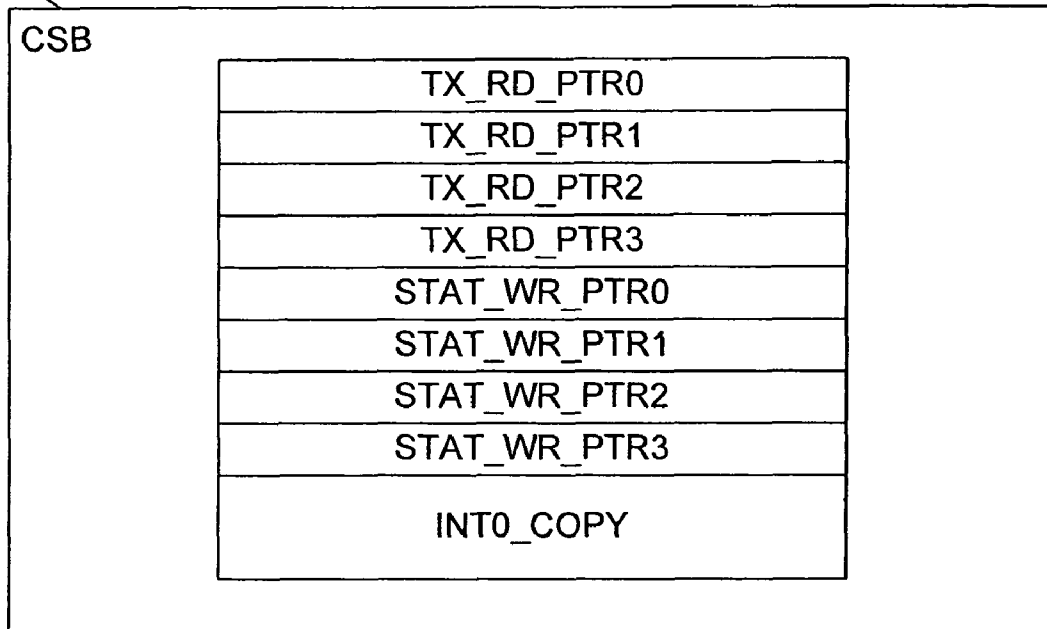 CSB
TX_RD_PTR0
TX_RD_PTR1
TX_RD_PTR2
TX_RD_PTR3
STAT_WR_PTR0
STAT_WR_PTR1
STAT_WR_PTR2
STAT_WR_PTR3
INT0_COPY